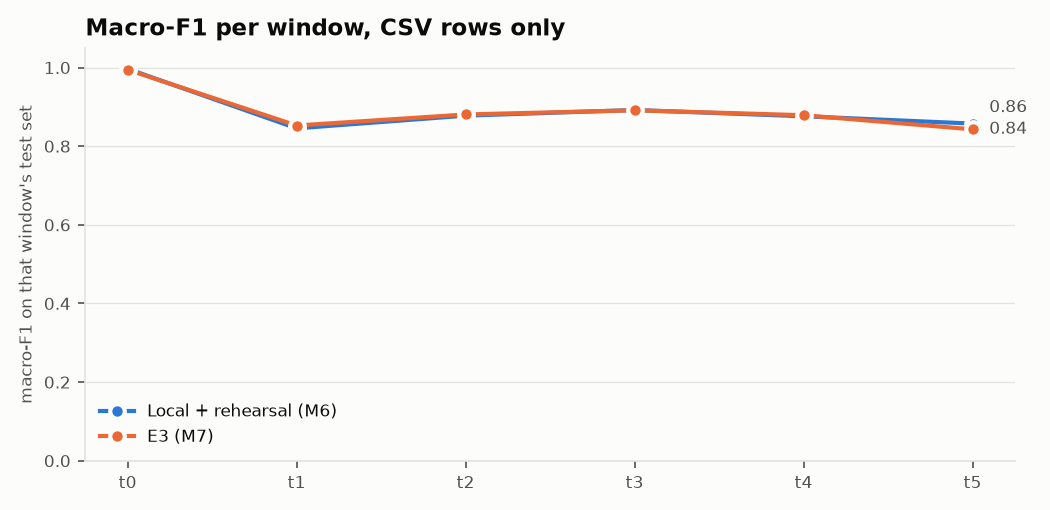 Macro-F1 per window, CSV rows only
macro-F1 on that window's test set
1.0
0.8
0.6
0.4
0.2
0.0
0.86
0.84
Local + rehearsal (M6)
E3 (M7)
t0
t1
t2
t3
t4
t5